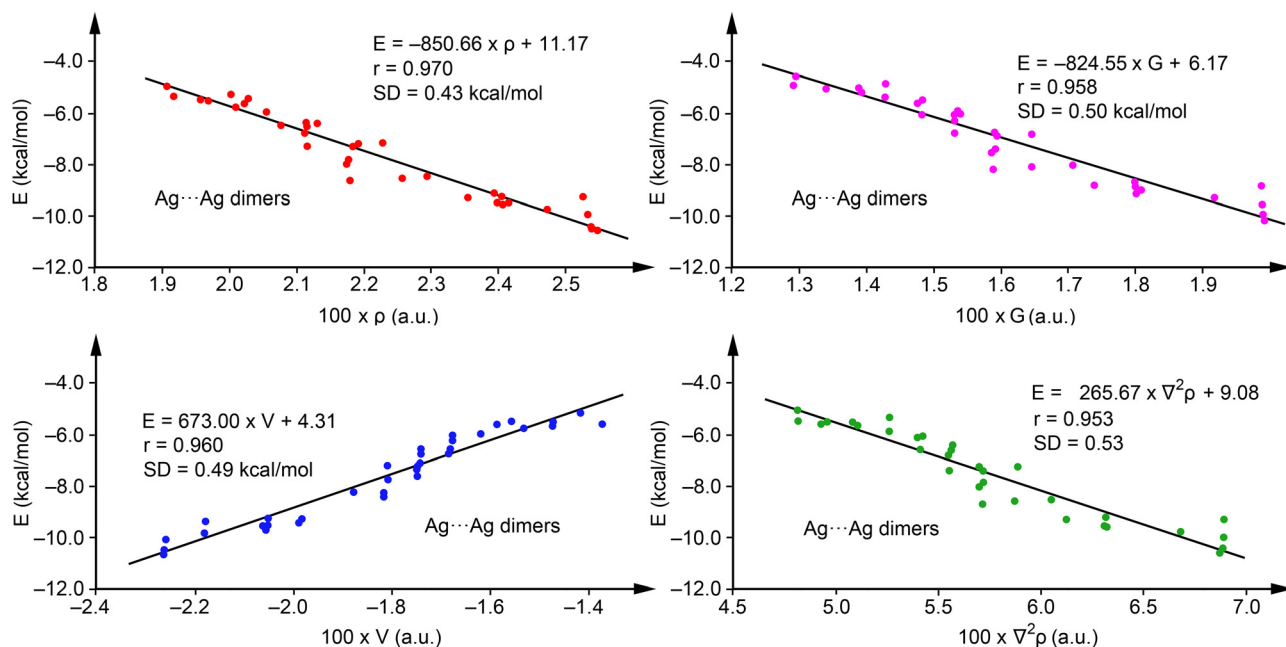 E = –850.66 x ρ + 11.17
r = 0.970
SD = 0.43 kcal/mol
Ag···Ag dimers
E (kcal/mol)
–4.0
–6.0
–8.0
–10.0
–12.0
1.8 2.0 2.1 2.2 2.3 2.4 2.5
100 x ρ (a.u.)
E = –824.55 x G + 6.17
r = 0.958
SD = 0.50 kcal/mol
Ag···Ag dimers
E (kcal/mol)
–4.0
–6.0
–8.0
–10.0
–12.0
1.2 1.3 1.4 1.5 1.6 1.7 1.8 1.9
100 x G (a.u.)
E = 673.00 x V + 4.31
r = 0.960
SD = 0.49 kcal/mol
Ag···Ag dimers
E (kcal/mol)
–4.0
–6.0
–8.0
–10.0
–12.0
–2.4 –2.2 –2.0 –1.8 –1.6 –1.4
100 x V (a.u.)
E = 265.67 x ∇²ρ + 9.08
r = 0.953
SD = 0.53
Ag···Ag dimers
E (kcal/mol)
–4.0
–6.0
–8.0
–10.0
–12.0
4.5 5.0 5.5 6.0 6.5 7.0
100 x ∇²ρ (a.u.)